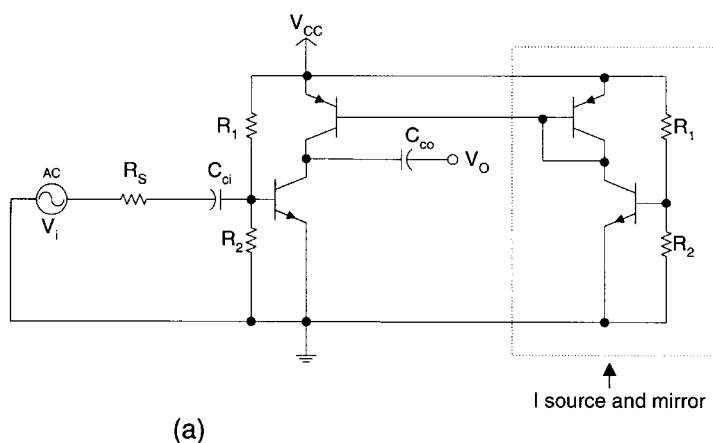 V_CC
R_1
C_co
V_O
R_1
AC
R_S
C_ci
V_i
R_2
R_2
I source and mirror
(a)